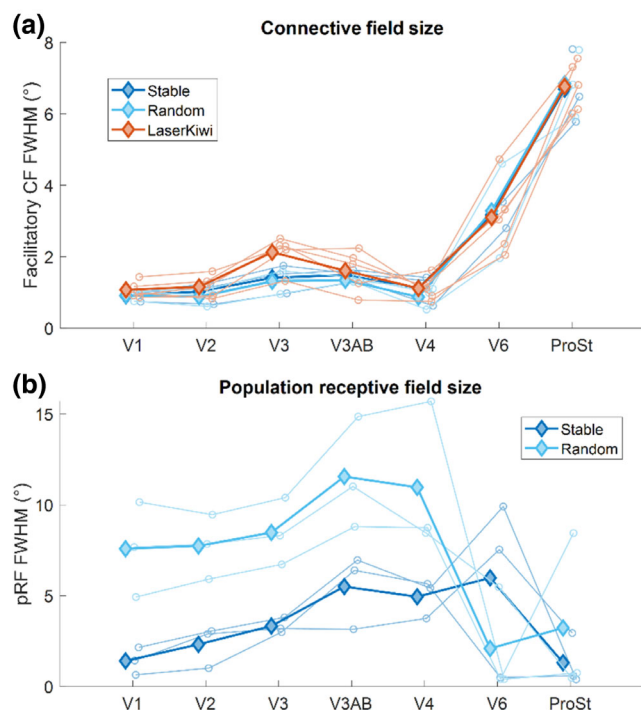 (a)
Connective field size
8
6
4
2
0
Facilitatory CF FWHM (°)
Stable
Random
LaserKiwi
V1 V2 V3 V3AB V4 V6 ProSt
(b)
Population receptive field size
15
10
5
0
pRF FWHM (°)
Stable
Random
V1 V2 V3 V3AB V4 V6 ProSt